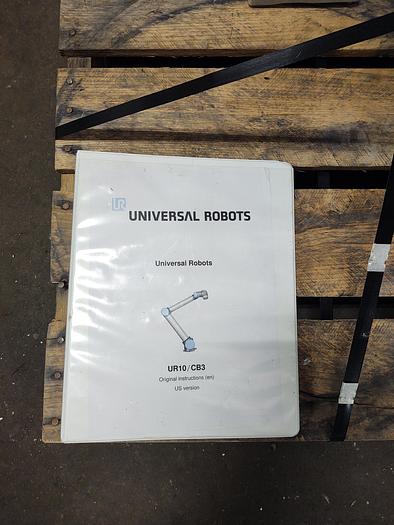 UR
UNIVERSAL ROBOTS
Universal Robots
UR10/CB3
Original instructions (en)
US version